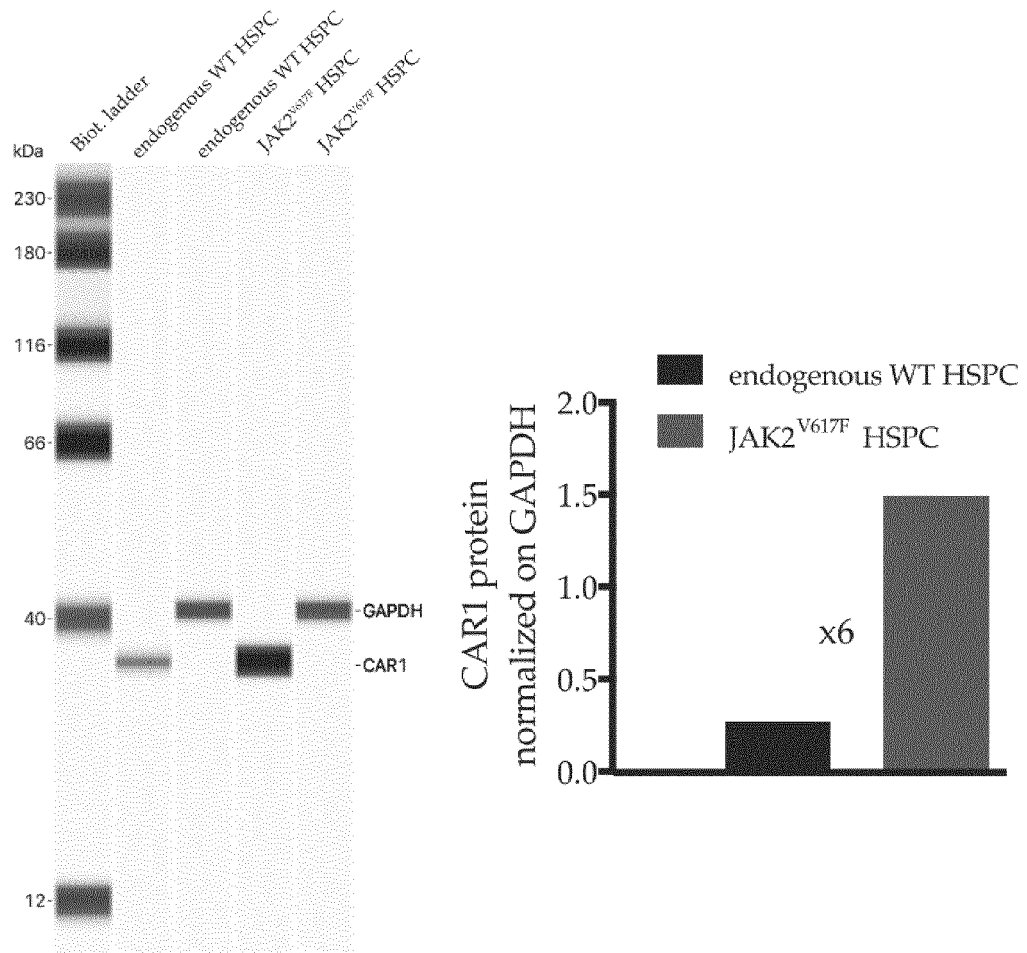 kDa
Biot. ladder
endogenous WT HSPC
endogenous WT HSPC
JAK2V617F HSPC
JAK2V617F HSPC
230
180
116
66
40
12
GAPDH
CAR1
CAR1 protein
normalized on GAPDH
2.0
1.5
1.0
0.5
0.0
endogenous WT HSPC
JAK2V617F HSPC
x6